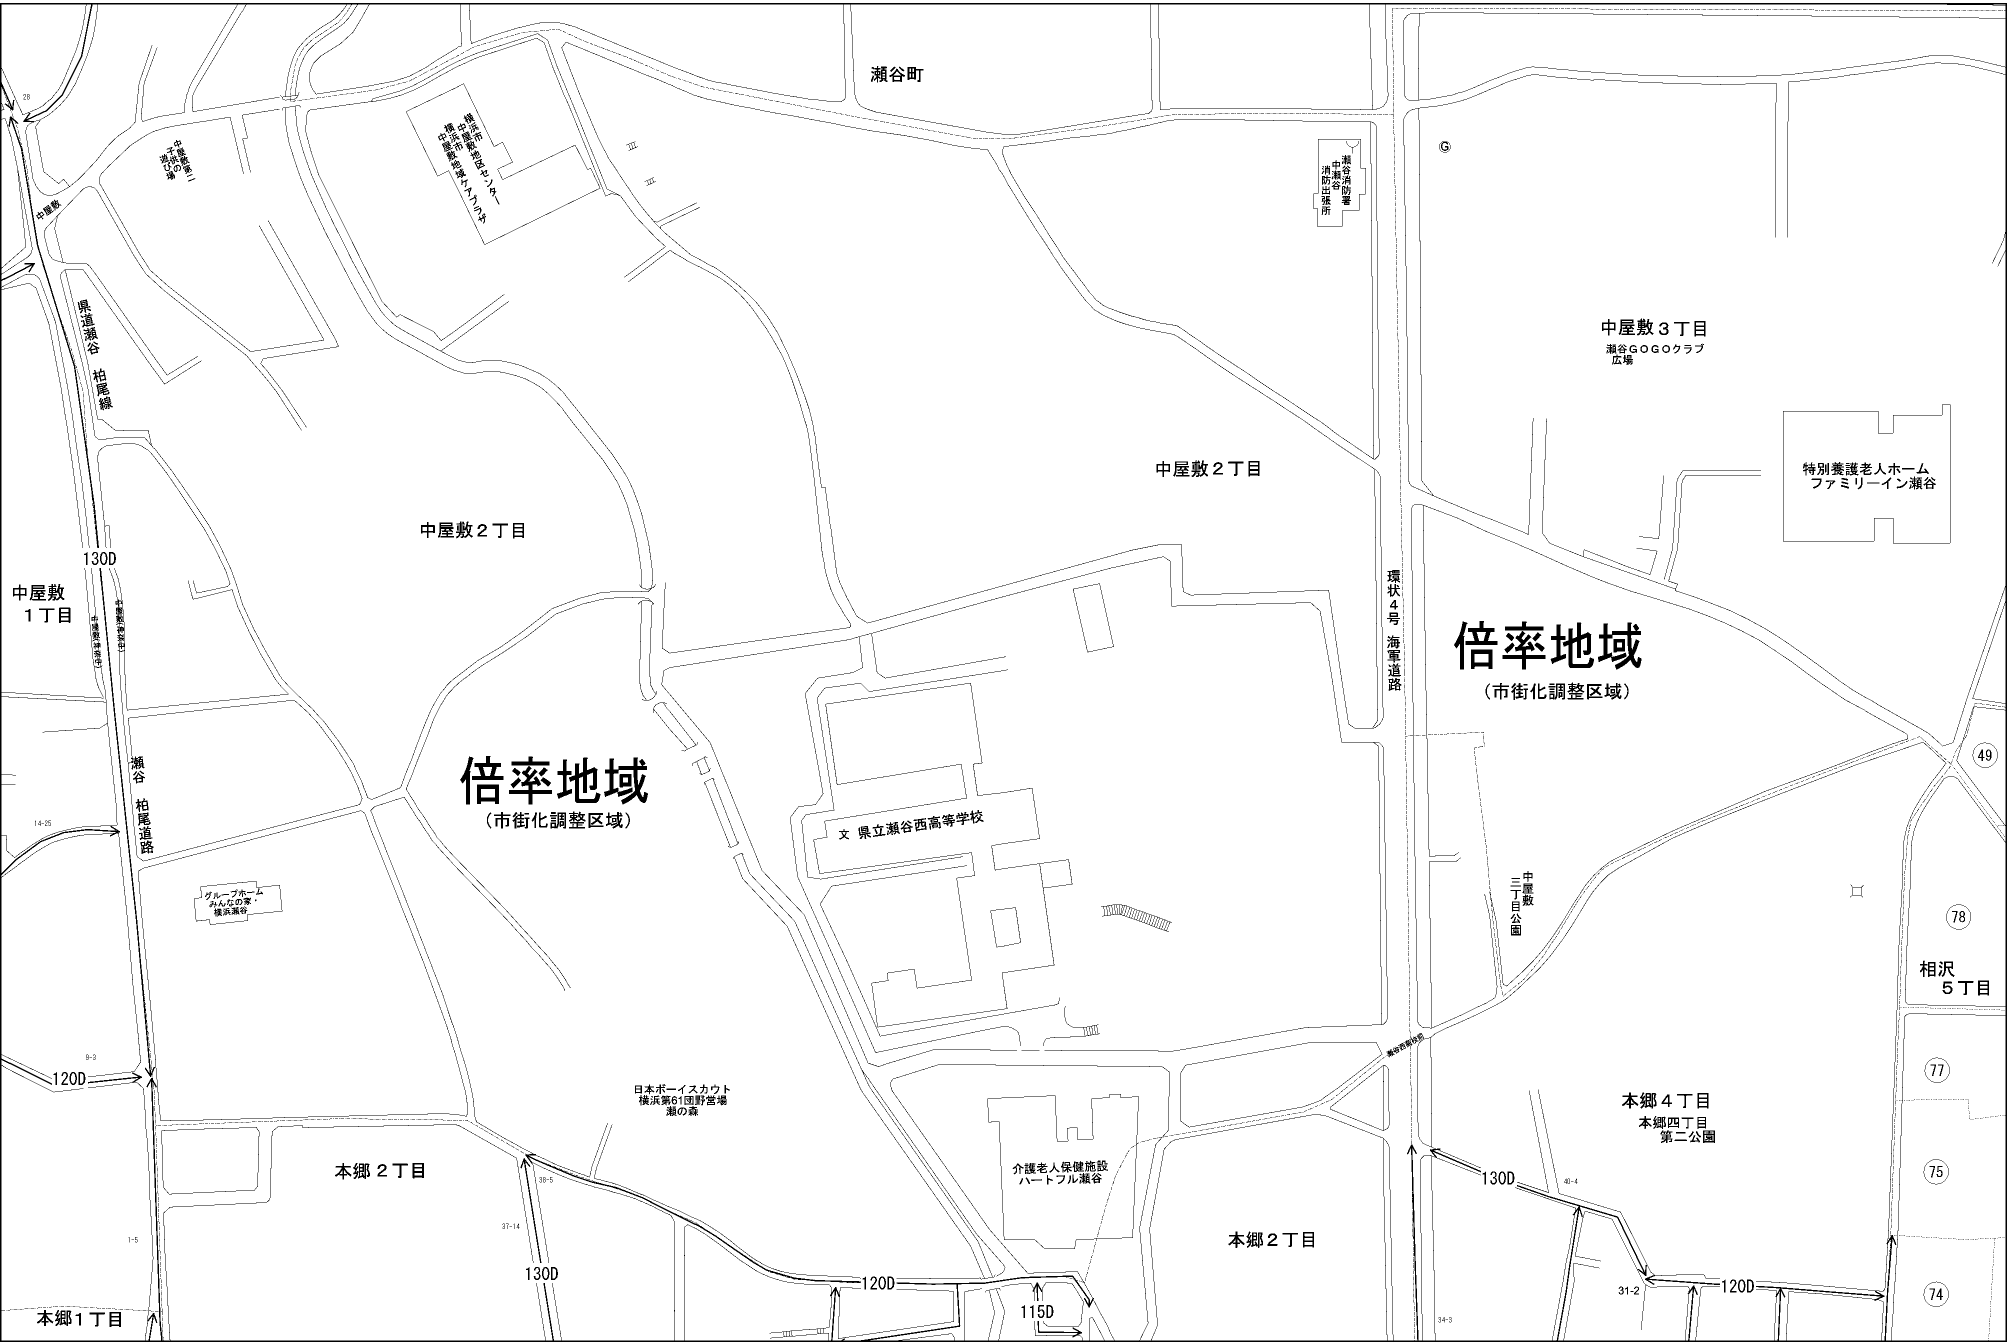 瀬谷町
28
中屋敷第二
子供の
遊び場
横浜市
中屋敷地区センター
横浜市
中屋敷地域ケアプラザ
瀬谷消防署
中瀬谷
消防出張所
G
中屋敷
県道瀬谷 柏尾線
中屋敷3丁目
瀬谷GOGOクラブ
広場
中屋敷2丁目
特別養護老人ホーム
ファミリーイン瀬谷
中屋敷2丁目
130D
中屋敷
1丁目
環状4号 海軍道路
倍率地域
(市街化調整区域)
瀬谷 柏尾道路
倍率地域
(市街化調整区域)
49
14-25
文 県立瀬谷西高等学校
グループホーム
みんなの家・
横浜瀬谷
中屋敷
三丁目公園
78
相沢
5丁目
瀬谷西高校前
9-3
120D
77
日本ボーイスカウト
横浜第61団野営場
瀬の森
本郷4丁目
本郷四丁目
第二公園
本郷2丁目
介護老人保健施設
ハートフル瀬谷
38-5
130D
40-4
75
37-14
1-5
本郷2丁目
130D
120D
31-2
120D
74
115D
本郷1丁目
34-3